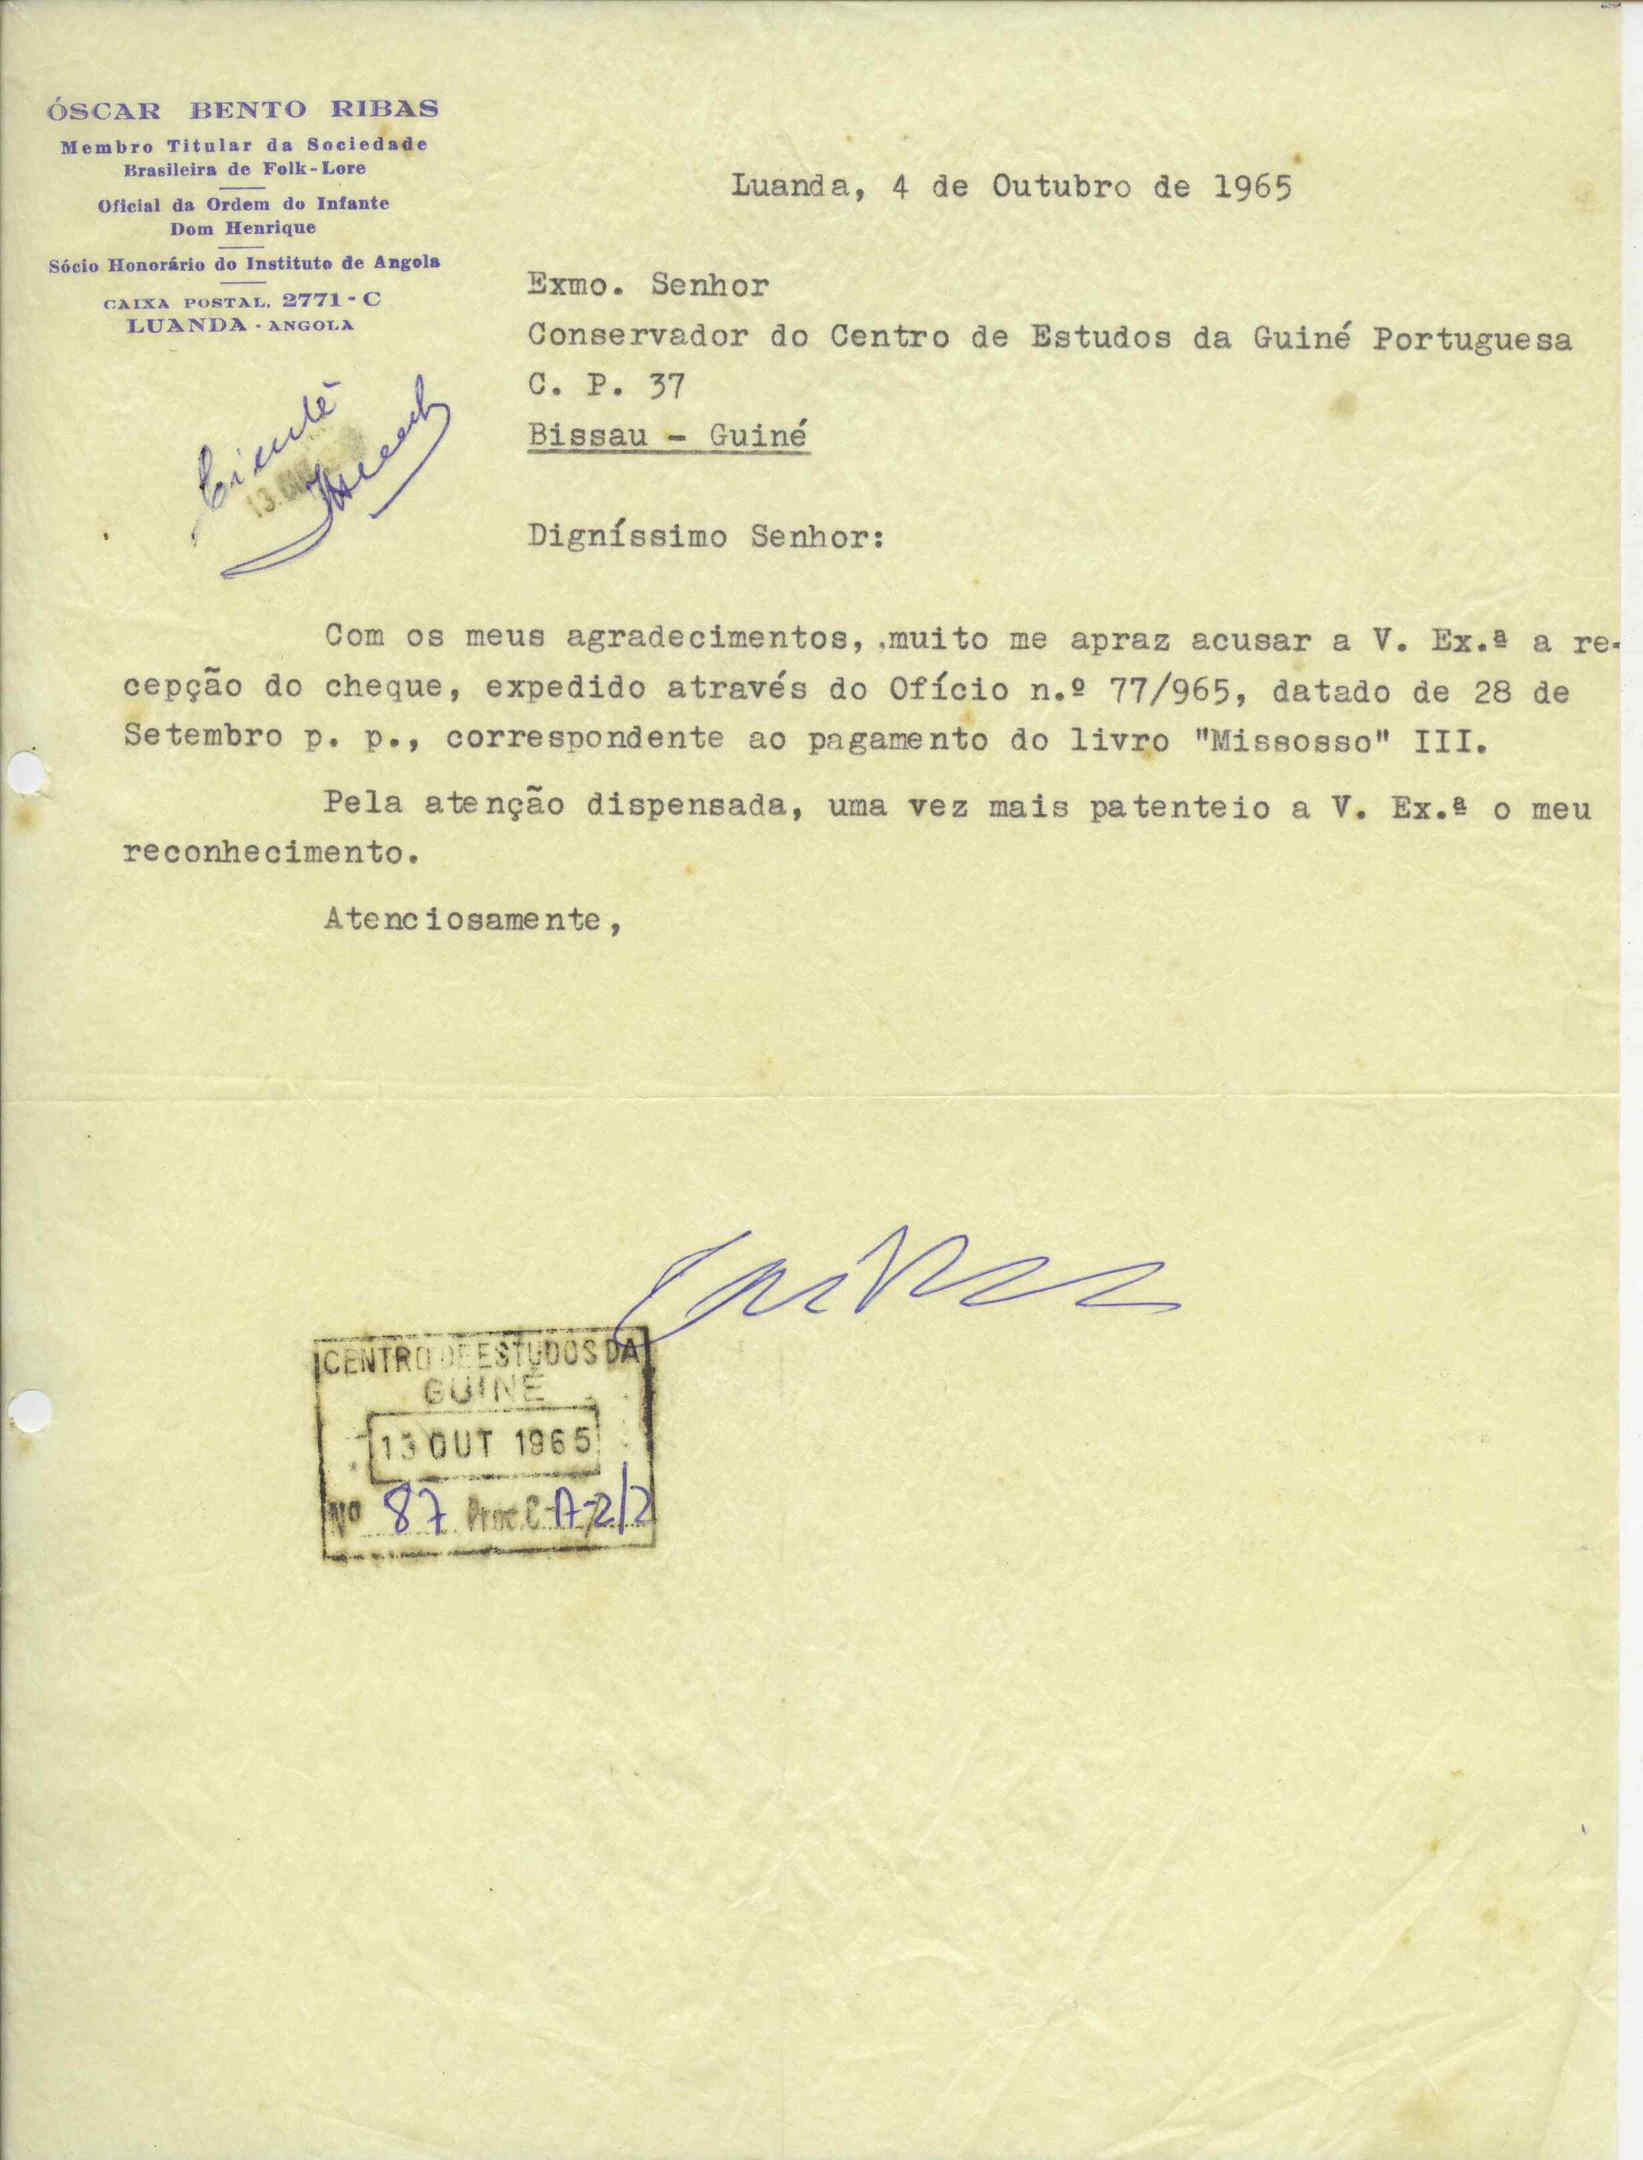 ÓSCAR BENTO RIBAS
Membro Titular da Sociedade
Brasileira de Folk-Lore
Oficial da Ordem do Infante
Dom Henrique
Sócio Honorário do Instituto de Angola
CAIXA POSTAL, 2771 - C
LUANDA - ANGOLA
Luanda, 4 de Outubro de 1965
Exmo. Senhor
Conservador do Centro de Estudos da Guiné Portuguesa
C. P. 37
Bissau - Guiné
Digníssimo Senhor:
Com os meus agradecimentos, muito me apraz acusar a V. Ex.ª a re-
cepção do cheque, expedido através do Ofício n.º 77/965, datado de 28 de
Setembro p. p., correspondente ao pagamento do livro "Missosso" III.
Pela atenção dispensada, uma vez mais patenteio a V. Ex.ª o meu
reconhecimento.
Atenciosamente,
CENTRO DE ESTUDOS DA
GUINÉ
13 OUT 1965
Nº 87 Proc. C-A-2/2